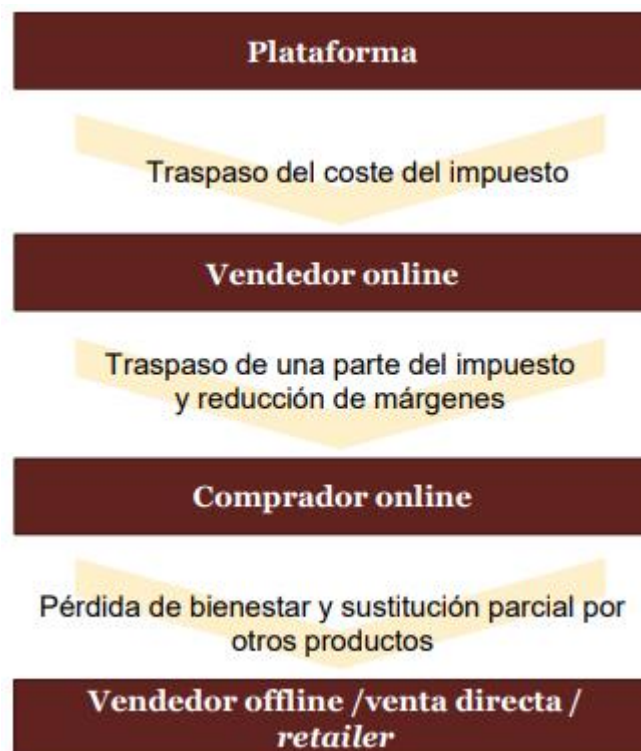 Plataforma
Traspaso del coste del impuesto
Vendedor online
Traspaso de una parte del impuesto
y reducción de márgenes
Comprador online
Pérdida de bienestar y sustitución parcial por
otros productos
Vendedor offline /venta directa /
retailer